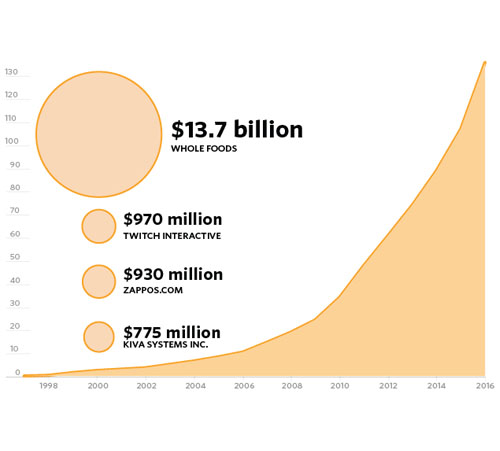 130
120
110
100
90
80
70
60
50
40
30
20
10
0
$13.7 billion
WHOLE FOODS
$970 million
TWITCH INTERACTIVE
$930 million
ZAPPOS.COM
$775 million
KIVA SYSTEMS INC.
1998 2000 2002 2004 2006 2008 2010 2012 2014 2016